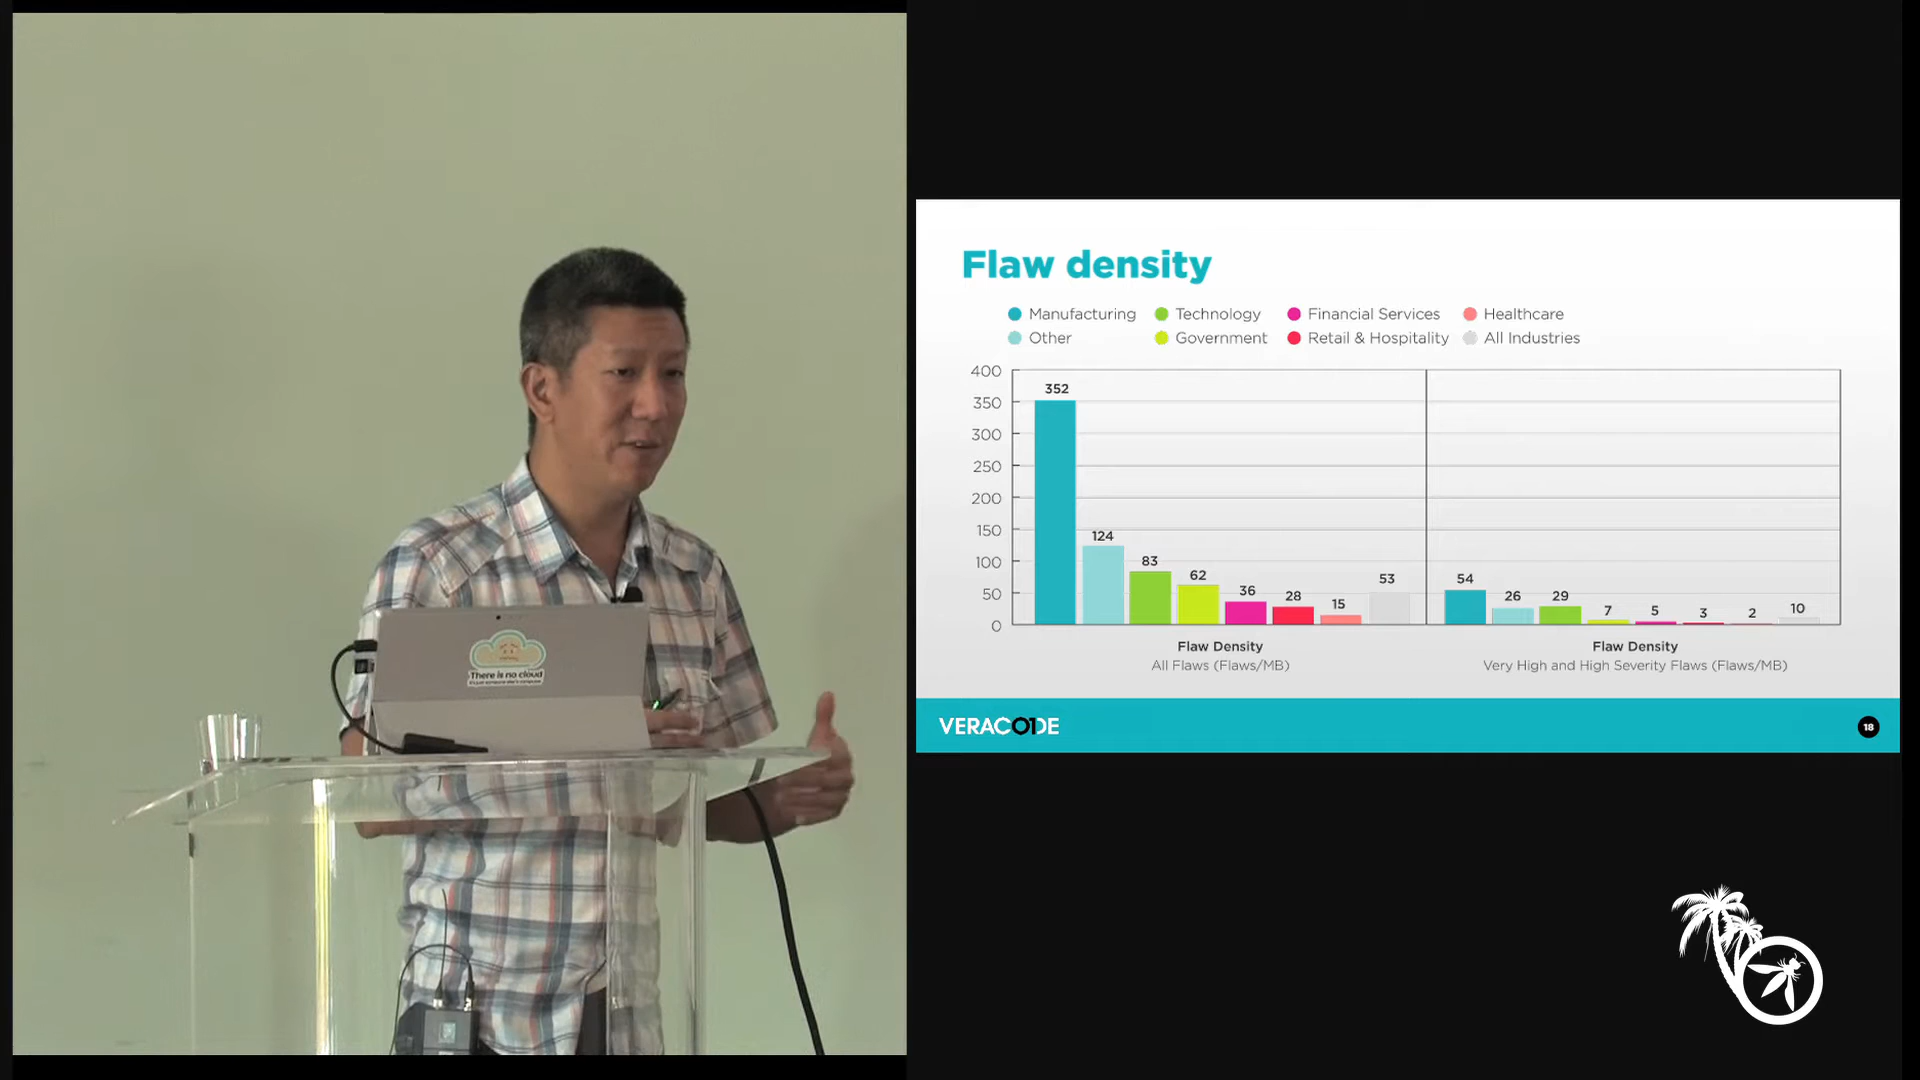 There is no cloud
Flaw density
Manufacturing Technology Financial Services Healthcare
Other Government Retail & Hospitality All Industries
400
350
300
250
200
150
100
50
0
352
124
83
62
36
28
15
53
54
26
29
7
5
3
2
10
Flaw Density
All Flaws (Flaws/MB)
Flaw Density
Very High and High Severity Flaws (Flaws/MB)
VERACODE
18